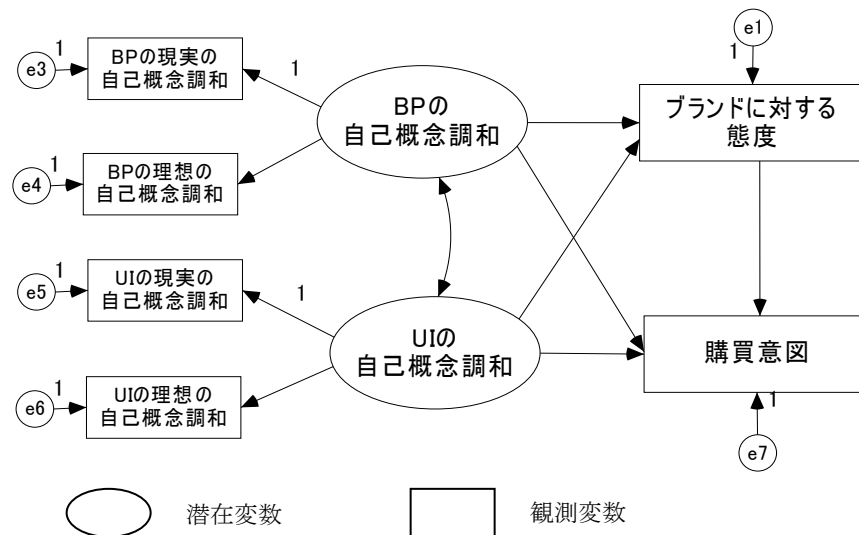 e1
1
e3
1
BPの現実の
自己概念調和
1
BPの
自己概念調和
ブランドに対する
態度
e4
1
BPの理想の
自己概念調和
e5
1
UIの現実の
自己概念調和
1
UIの
自己概念調和
購買意図
e6
1
UIの理想の
自己概念調和
1
e7
潜在変数
観測変数